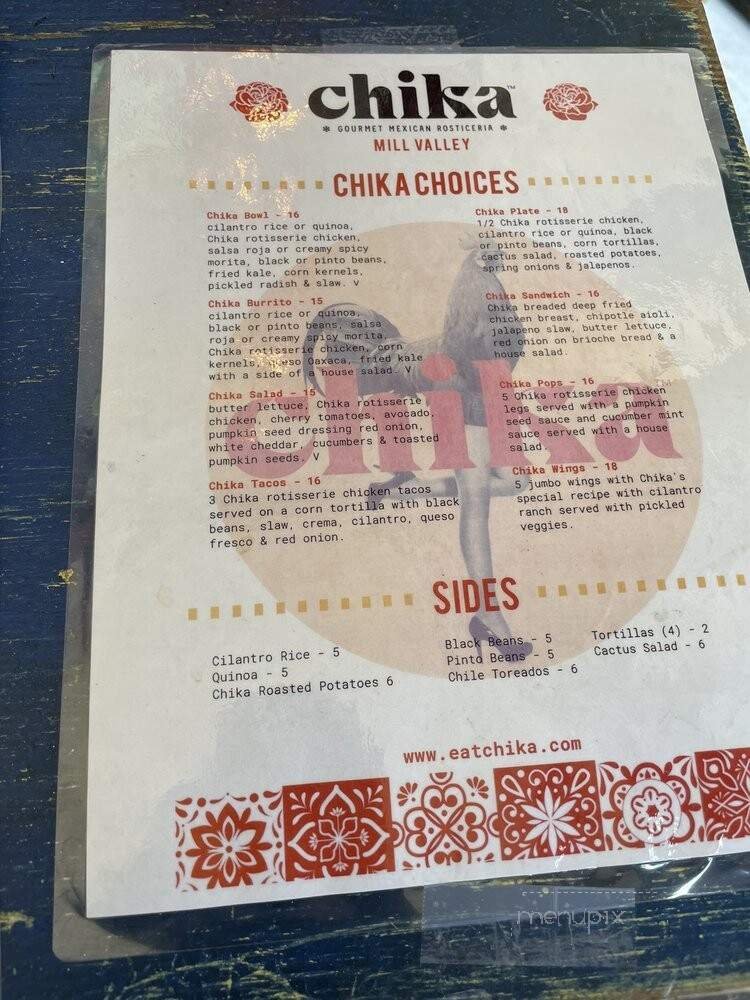 chika™
* GOURMET MEXICAN ROSTICERIA *
MILL VALLEY
CHIKA CHOICES
Chika Bowl - 16
cilantro rice or quinoa,
Chika rotisserie chicken,
salsa roja or creamy spicy
morita, black or pinto beans,
fried kale, corn kernels,
pickled radish & slaw. v
Chika Burrito - 15
cilantro rice or quinoa,
black or pinto beans, salsa
roja or creamy spicy morita,
Chika rotisserie chicken, corn
kernels, queso Oaxaca, fried kale
with a side of a house salad. V
Chika Salad - 15
butter lettuce, Chika rotisserie
chicken, cherry tomatoes, avocado,
pumpkin seed dressing red onion,
white cheddar, cucumbers & toasted
pumpkin seeds. V
Chika Tacos - 16
3 Chika rotisserie chicken tacos
served on a corn tortilla with black
beans, slaw, crema, cilantro, queso
fresco & red onion.
Chika Plate - 18
1/2 Chika rotisserie chicken,
cilantro rice or quinoa, black
or pinto beans, corn tortillas,
cactus salad, roasted potatoes,
spring onions & jalapenos.
Chika Sandwich - 16
Chika breaded deep fried
chicken breast, chipotle aioli,
jalapeno slaw, butter lettuce,
red onion on brioche bread & a
house salad.
Chika Pops - 16
5 Chika rotisserie chicken
legs served with a pumpkin
seed sauce and cucumber mint
sauce served with a house
salad.
Chika Wings - 18
5 jumbo wings with Chika's
special recipe with cilantro
ranch served with pickled
veggies.
chika™
SIDES
Cilantro Rice - 5
Quinoa - 5
Chika Roasted Potatoes 6
Black Beans - 5
Pinto Beans - 5
Chile Toreados - 6
Tortillas (4) - 2
Cactus Salad - 6
www.eatchika.com
menupix